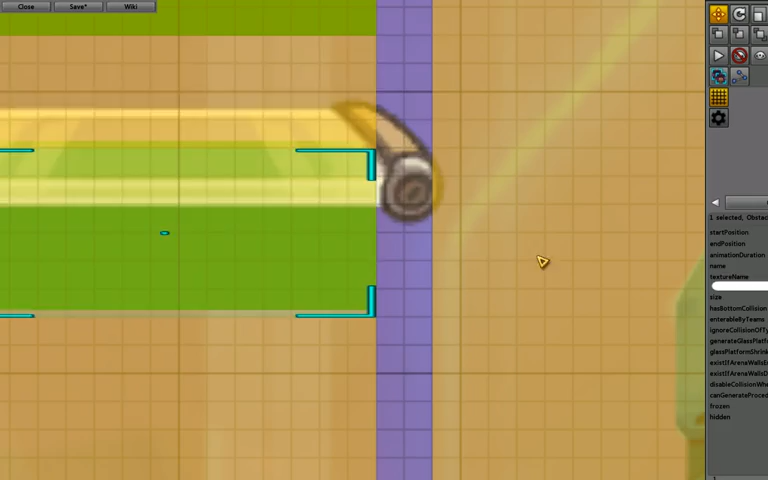 Close Save* Wiki
1 selected, Obstac
startPosition
endPosition
animationDuration
name
textureName
size
hasBottomCollision
enterableByTeams
ignoreCollisionOfTy
generateGlassPlatf
glassPlatformShrink
existIfArenaWallsE
existIfArenaWallsD
disableCollisionWhe
canGenerateProced
frozen
hidden